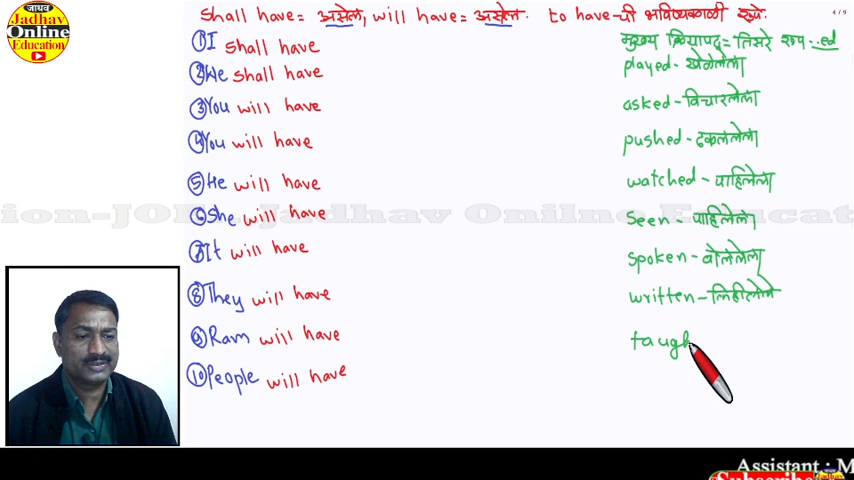 जाधव
Jadhav
Online
Education
shall have = असेल, will have = असेल to have-ची भविष्यकाळी रूपे. 4/9
① I shall have
मुख्य क्रियापद = तिसरे रूप - ed
played - खेळलेला
② We shall have
③ You will have
asked - विचारलेला
④ You will have
pushed - ढकललेला
⑤ He will have
watched - पाहिलेला
⑥ She will have
seen - पाहिलेलं
⑦ It will have
spoken - बोललेला
⑧ They will have
written -
⑨ Ram will have
taugh
⑩ People will have
Assistant : M
Subscribe